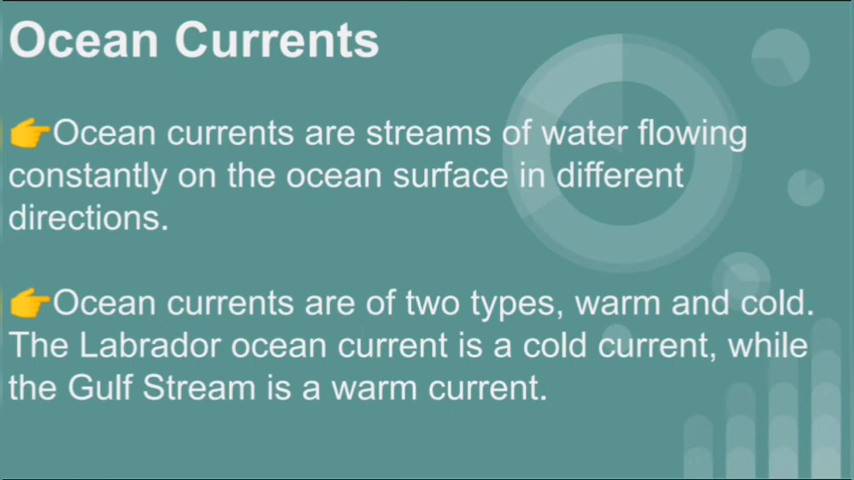 Ocean Currents
👉Ocean currents are streams of water flowing
constantly on the ocean surface in different
directions.
👉Ocean currents are of two types, warm and cold.
The Labrador ocean current is a cold current, while
the Gulf Stream is a warm current.